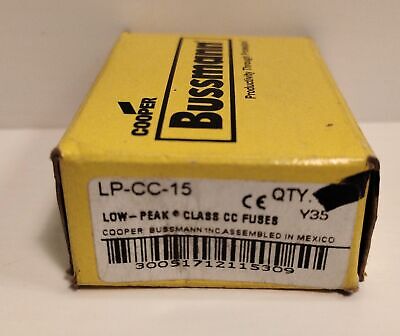 COOPER
Bussmann
Productivity Through Protection
LP-CC-15
CE QTY.
LOW-PEAK® CLASS CC FUSES Y35
COOPER BUSSMANN INC ASSEMBLED IN MEXICO
30051712115309